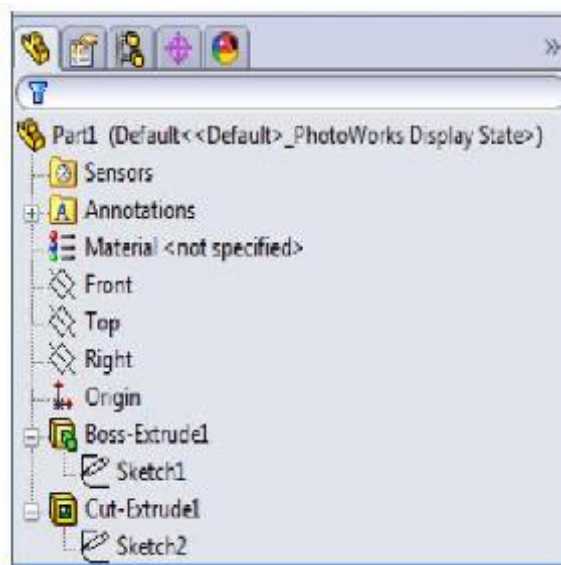 Part1 (Default<<Default>_PhotoWorks Display State>)
Sensors
A Annotations
Material <not specified>
Front
Top
Right
Origin
Boss-Extrude1
Sketch1
Cut-Extrude1
Sketch2